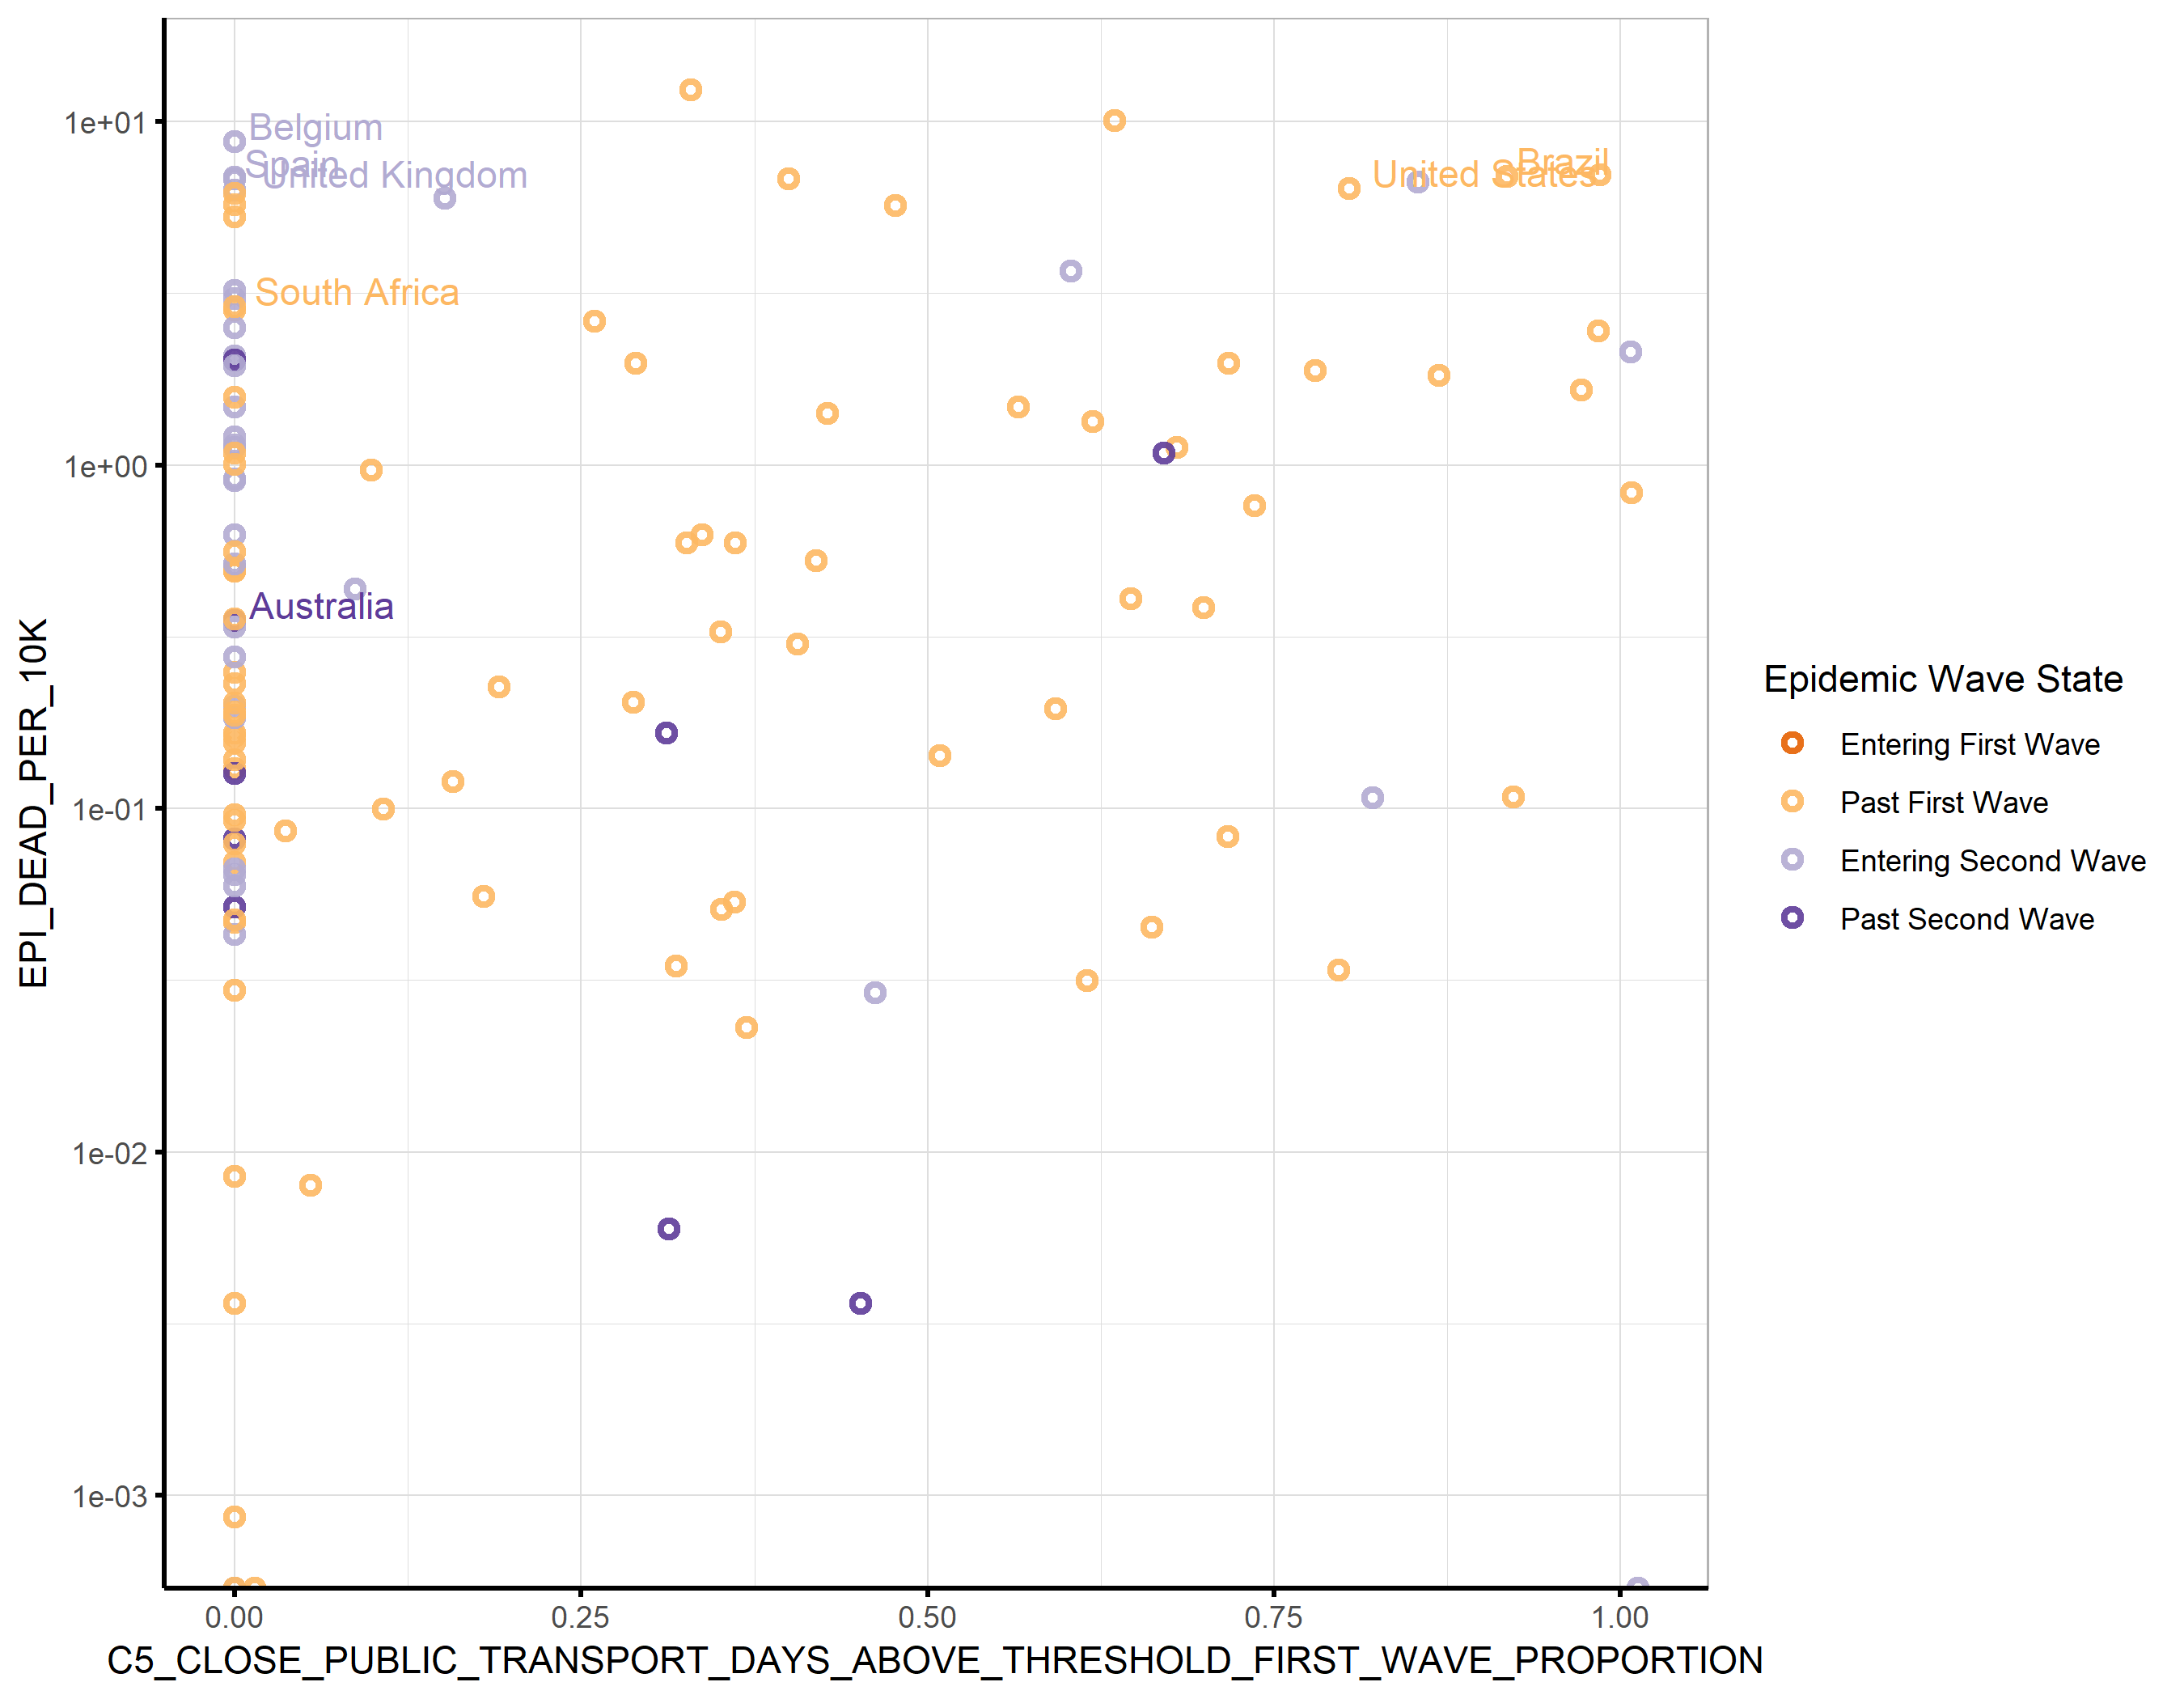 Belgium
Spain
United Kingdom
Brazil
United States
South Africa
Australia
1e+01
1e+00
1e-01
1e-02
1e-03
EPI_DEAD_PER_10K
0.00 0.25 0.50 0.75 1.00
C5_CLOSE_PUBLIC_TRANSPORT_DAYS_ABOVE_THRESHOLD_FIRST_WAVE_PROPORTION
Epidemic Wave State
Entering First Wave
Past First Wave
Entering Second Wave
Past Second Wave